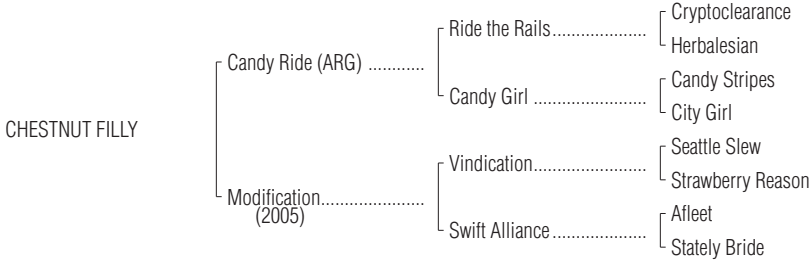 Cryptoclearance
Ride the Rails....................
Herbalesian
Candy Ride (ARG) ............
Candy Stripes
Candy Girl ........................
City Girl
CHESTNUT FILLY
Seattle Slew
Vindication........................
Strawberry Reason
Modification......................
(2005)
Afleet
Swift Alliance ....................
Stately Bride